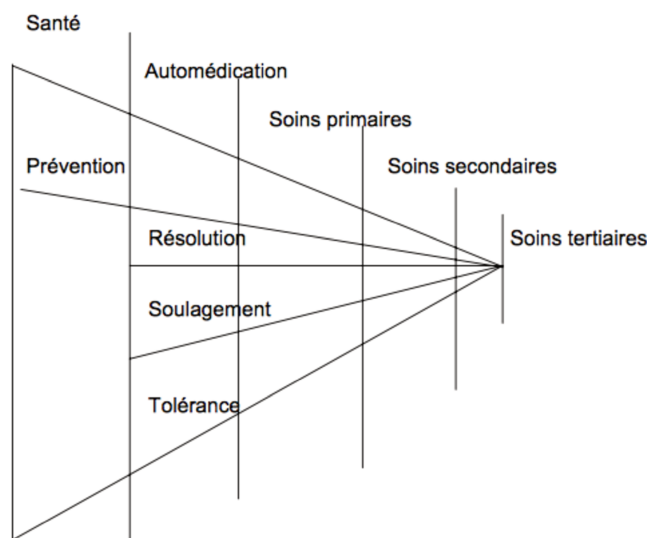 Santé
Automédication
Soins primaires
Prévention
Soins secondaires
Résolution
Soins tertiaires
Soulagement
Tolérance